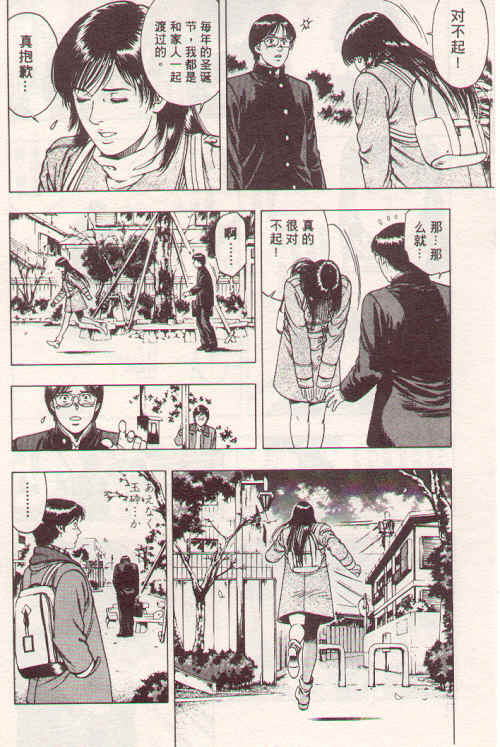 对不起！
每年的圣诞
节，我都是
和家人一起
渡过的。
真抱歉…
那…那
么就…
真的
很对
不起！
啊……
あえなく
玉砕…か
………